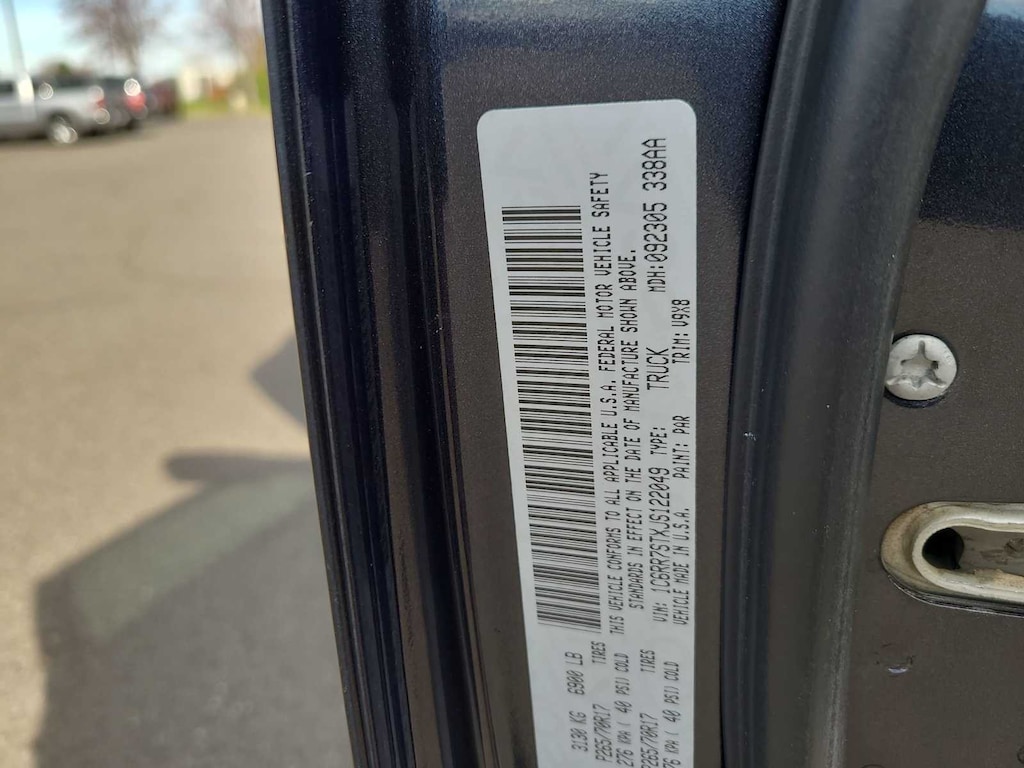 3130 KG 6900 LB
P265/70R17 TIRES
276 KPA ( 40 PSI) COLD
P265/70R17 TIRES
76 KPA ( 40 PSI) COLD
THIS VEHICLE CONFORMS TO ALL APPLICABLE U.S.A. FEDERAL MOTOR VEHICLE SAFETY
STANDARDS IN EFFECT ON THE DATE OF MANUFACTURE SHOWN ABOVE.
VIN: 1C6RR7STXJS122049 TYPE: TRUCK MDH:092305 338AA
VEHICLE MADE IN U.S.A. PAINT: PAR TRIM: V9X8